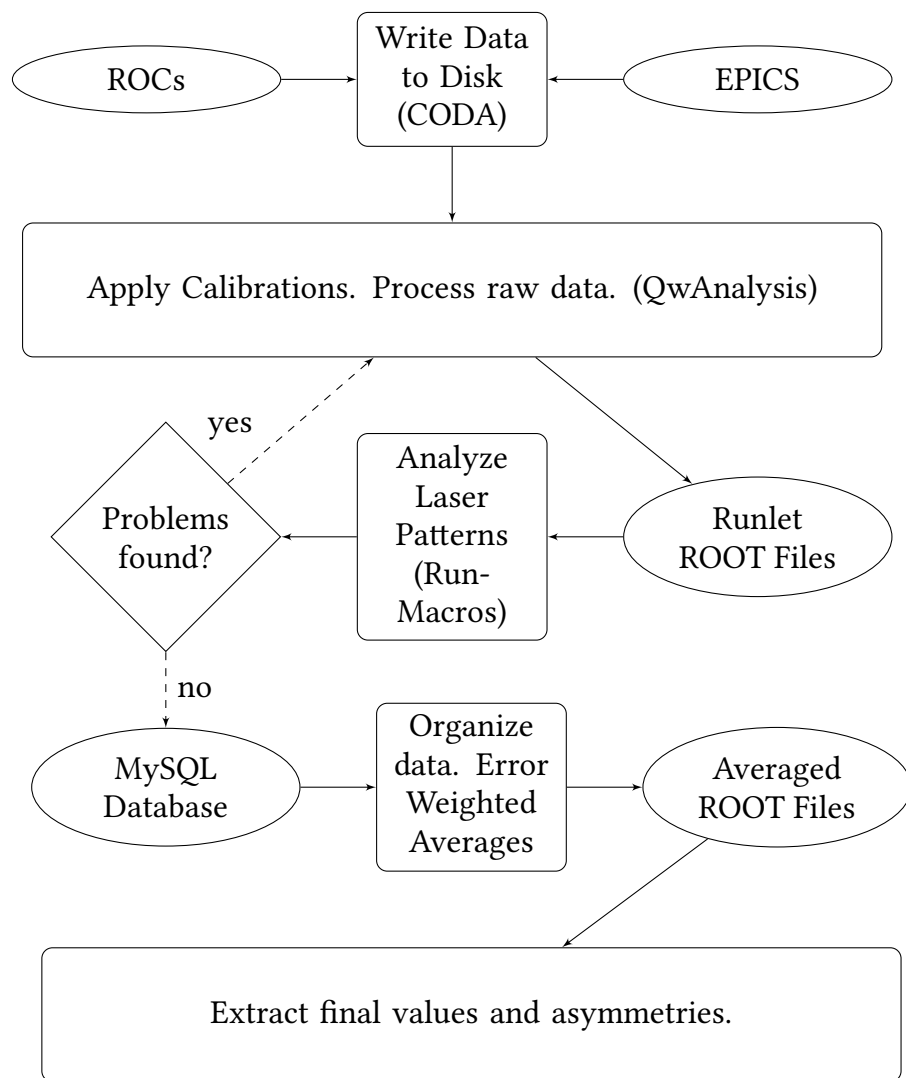 ROCs
Write Data
to Disk
(CODA)
EPICS
Apply Calibrations. Process raw data. (QwAnalysis)
yes
Problems
found?
Analyze
Laser
Patterns
(Run-
Macros)
Runlet
ROOT Files
no
MySQL
Database
Organize
data. Error
Weighted
Averages
Averaged
ROOT Files
Extract final values and asymmetries.